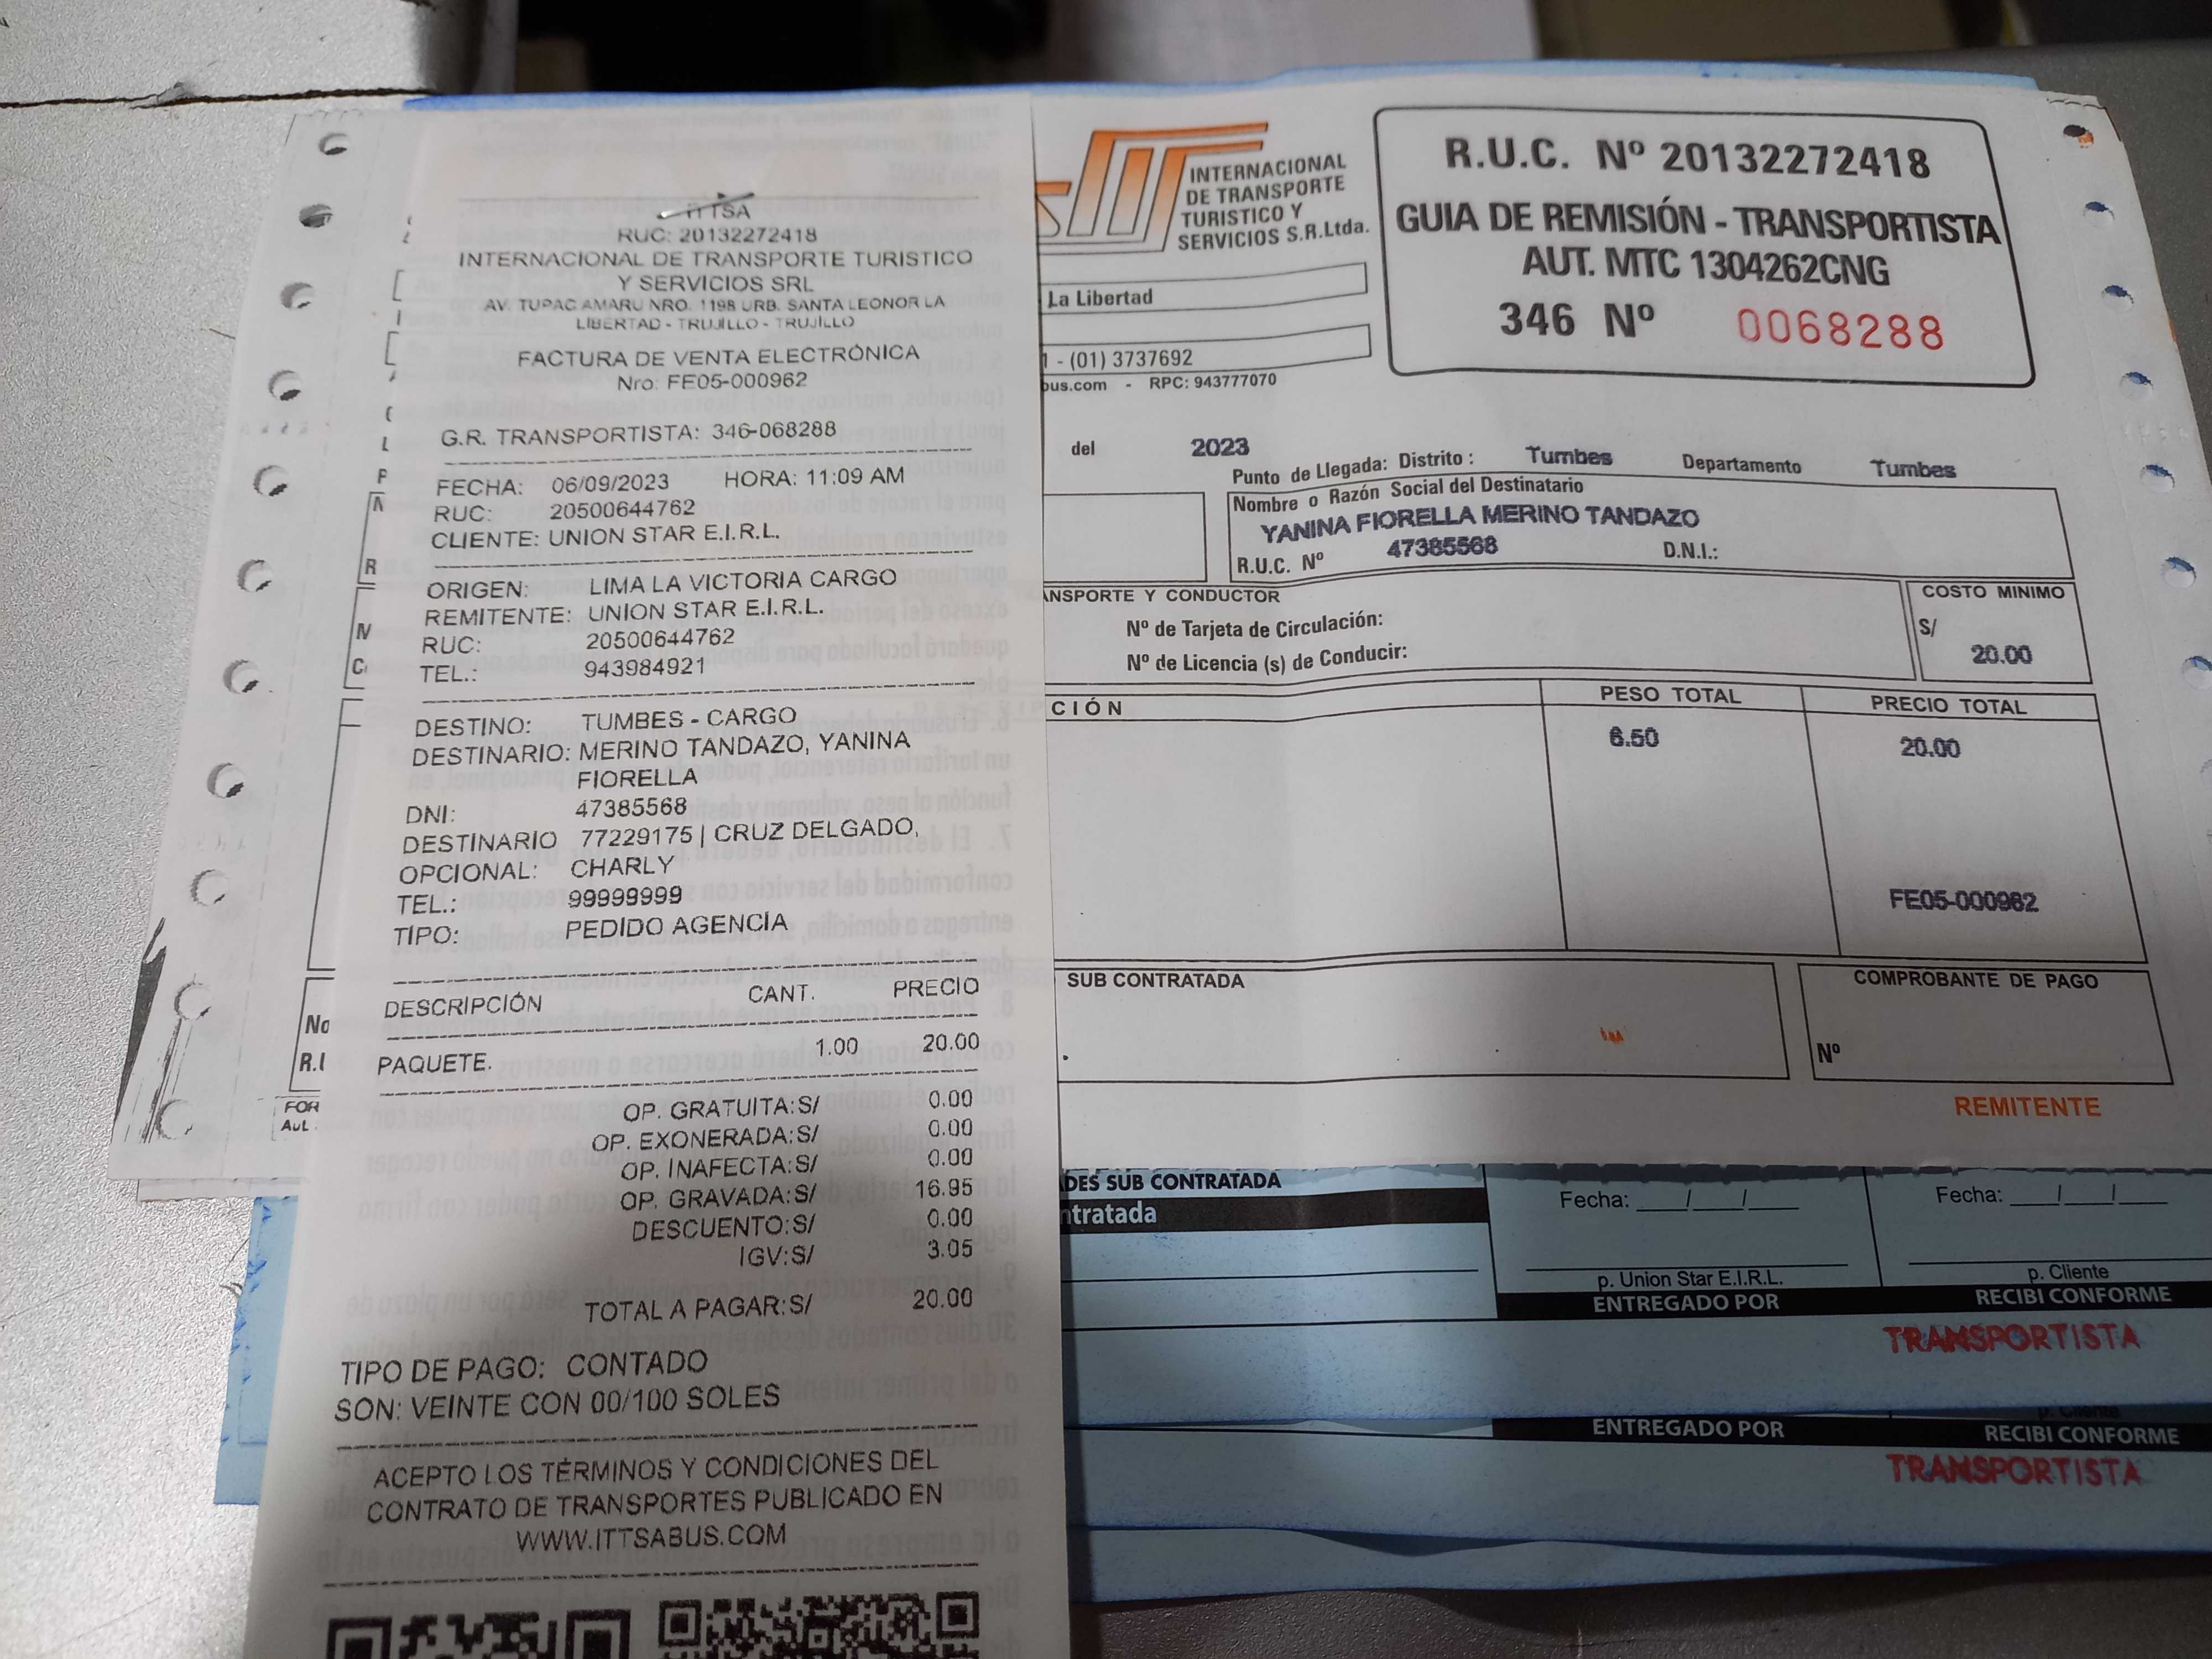 ITTSA
RUC: 20132272418
INTERNACIONAL DE TRANSPORTE TURISTICO
Y SERVICIOS SRL
AV. TUPAC AMARU NRO. 1198 URB. SANTA LEONOR LA
LIBERTAD - TRUJILLO - TRUJILLO
FACTURA DE VENTA ELECTRÓNICA
Nro: FE05-000962
G.R. TRANSPORTISTA: 346-068288
FECHA: 06/09/2023 HORA: 11:09 AM
RUC: 20500644762
CLIENTE: UNION STAR E.I.R.L.
ORIGEN: LIMA LA VICTORIA CARGO
REMITENTE: UNION STAR E.I.R.L.
RUC: 20500644762
TEL.: 943984921
DESTINO: TUMBES - CARGO
DESTINARIO: MERINO TANDAZO, YANINA
FIORELLA
DNI: 47385568
DESTINARIO 77229175 | CRUZ DELGADO,
OPCIONAL: CHARLY
TEL.: 99999999
TIPO: PEDIDO AGENCIA
DESCRIPCIÓN CANT. PRECIO
PAQUETE. 1.00 20.00
OP. GRATUITA:S/ 0.00
OP. EXONERADA:S/ 0.00
OP. INAFECTA:S/ 0.00
OP. GRAVADA:S/ 16.95
DESCUENTO:S/ 0.00
IGV:S/ 3.05
TOTAL A PAGAR:S/ 20.00
TIPO DE PAGO: CONTADO
SON: VEINTE CON 00/100 SOLES
ACEPTO LOS TÉRMINOS Y CONDICIONES DEL
CONTRATO DE TRANSPORTES PUBLICADO EN
WWW.ITTSABUS.COM
INTERNACIONAL
DE TRANSPORTE
TURISTICO Y
SERVICIOS S.R.Ltda.
La Libertad
1 - (01) 3737692
bus.com - RPC: 943777070
R.U.C. Nº 20132272418
GUIA DE REMISIÓN - TRANSPORTISTA
AUT. MTC 1304262CNG
346 Nº 0068288
del 2023
Punto de Llegada: Distrito : Tumbes Departamento Tumbes
Nombre o Razón Social del Destinatario
YANINA FIORELLA MERINO TANDAZO
R.U.C. Nº 47385568 D.N.I.:
ANSPORTE Y CONDUCTOR
Nº de Tarjeta de Circulación:
Nº de Licencia (s) de Conducir:
COSTO MINIMO
S/
20.00
CIÓN PESO TOTAL PRECIO TOTAL
6.50 20.00
FE05-000962
SUB CONTRATADA
COMPROBANTE DE PAGO
Nº
REMITENTE
FOR
DES SUB CONTRATADA
ntratada
Fecha: __/__/__ Fecha: __/__/__
p. Union Star E.I.R.L. p. Cliente
ENTREGADO POR RECIBI CONFORME
TRANSPORTISTA
p. Cliente
ENTREGADO POR RECIBI CONFORME
TRANSPORTISTA